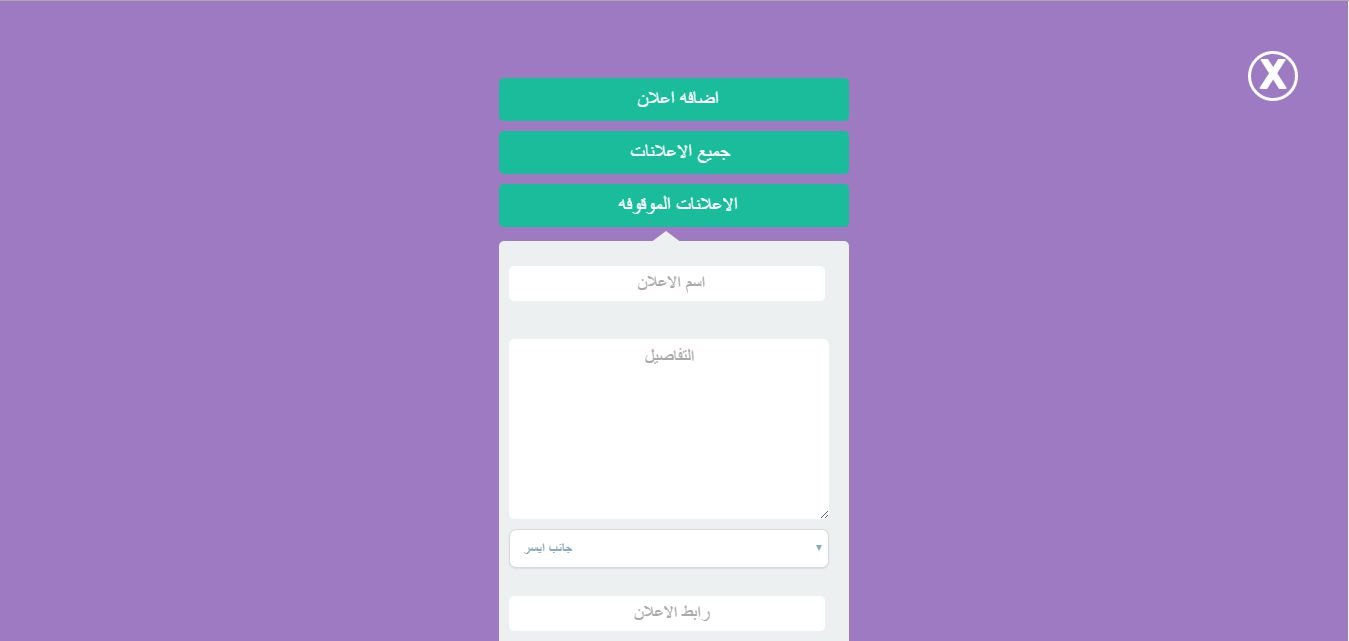 X
اضافه اعلان
جميع الاعلانات
الاعلانات الموقوفه
اسم الاعلان
التفاصيل
جانب ايسر
رابط الاعلان